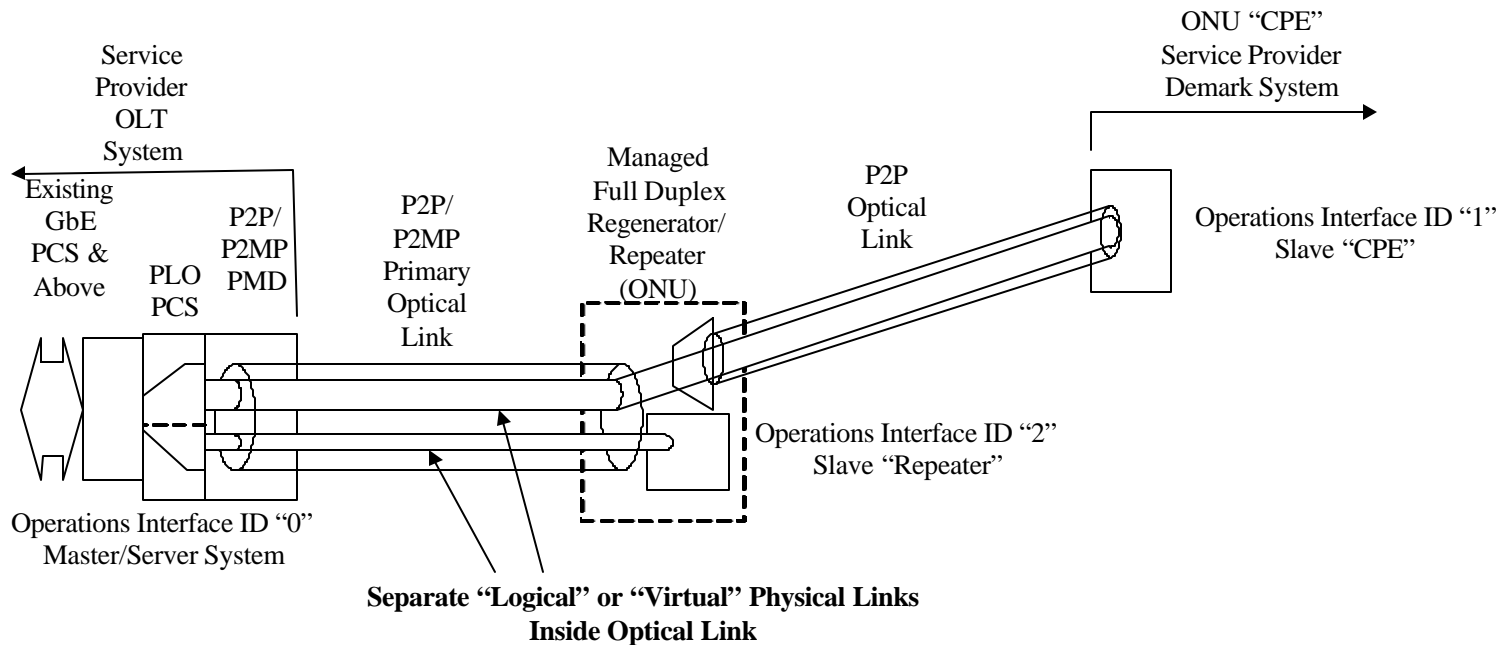 ONU “CPE”
Service Provider
Demark System
Service
Provider
OLT
System
Existing
GbE
PCS &
Above
PLO
PCS
P2P/
P2MP
PMD
P2P/
P2MP
Primary
Optical
Link
Managed
Full Duplex
Regenerator/
Repeater
(ONU)
P2P
Optical
Link
Operations Interface ID “1”
Slave “CPE”
Operations Interface ID “2”
Slave “Repeater”
Operations Interface ID “0”
Master/Server System
Separate “Logical” or “Virtual” Physical Links
Inside Optical Link